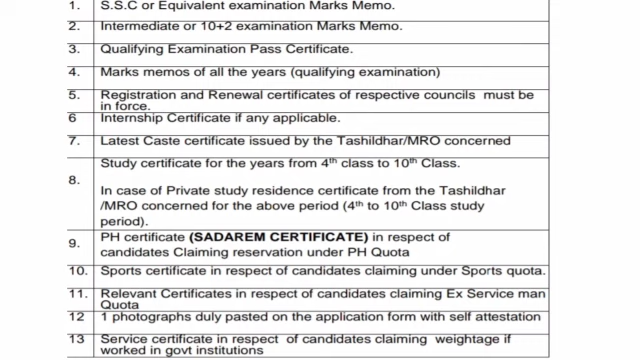 1. S.S.C or Equivalent examination Marks Memo.
2. Intermediate or 10+2 examination Marks Memo.
3. Qualifying Examination Pass Certificate.
4. Marks memos of all the years (qualifying examination)
5. Registration and Renewal certificates of respective councils must be
in force.
6 Internship Certificate if any applicable.
7. Latest Caste certificate issued by the Tashildhar/MRO concerned
Study certificate for the years from 4th class to 10th Class.
8.
In case of Private study residence certificate from the Tashildhar
/MRO concerned for the above period (4th to 10th Class study
period).
9. PH certificate (SADAREM CERTIFICATE) in respect of
candidates Claiming reservation under PH Quota
10. Sports certificate in respect of candidates claiming under Sports quota.
11. Relevant Certificates in respect of candidates claiming Ex Service man
Quota
12 1 photographs duly pasted on the application form with self attestation
13 Service certificate in respect of candidates claiming weightage if
worked in govt institutions